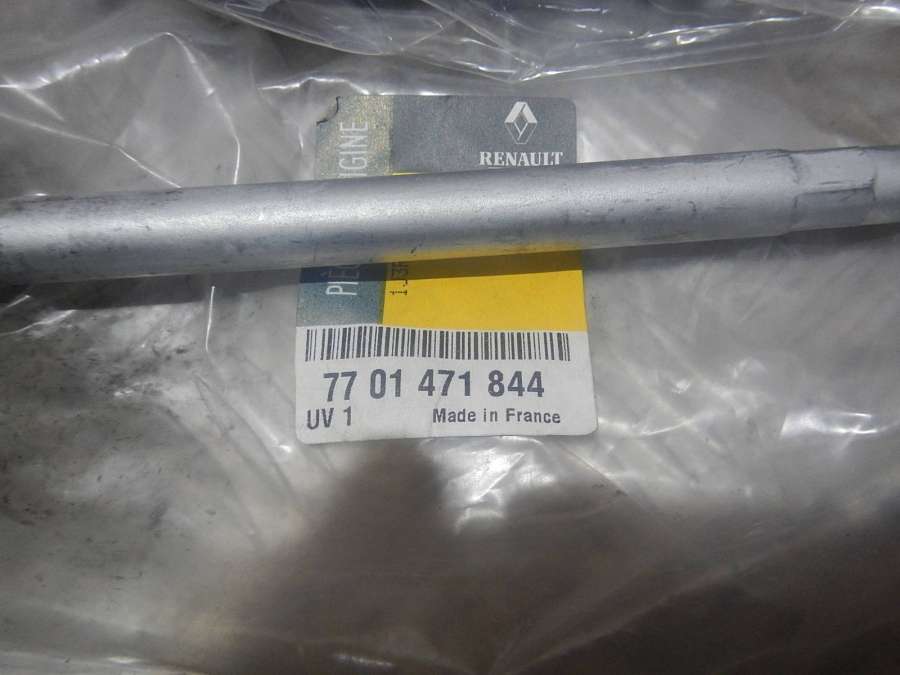 RENAULT
77 01 471 844
UV 1 Made in France